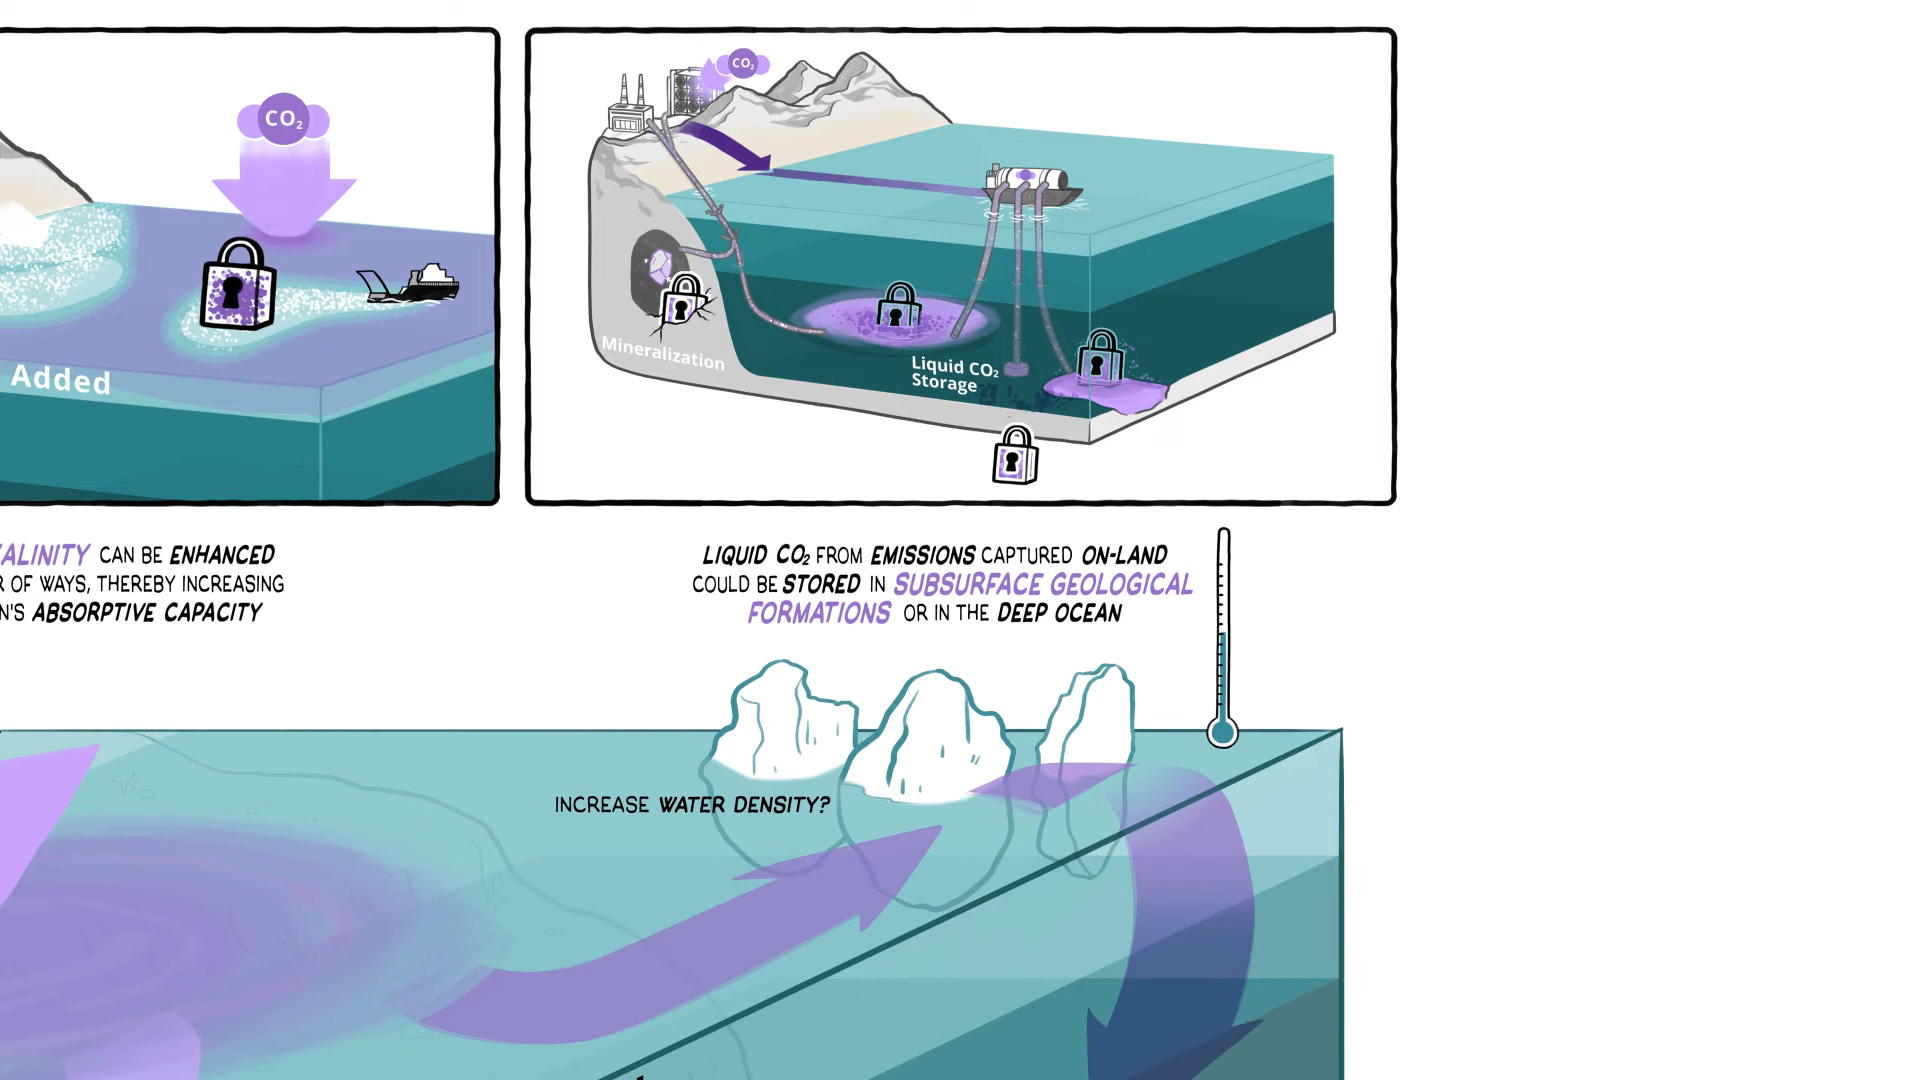 CO₂
CO₂
Mineralization
Liquid CO₂
Storage
Added
CAN BE ENHANCED
OF WAYS, THEREBY INCREASING
ABSORPTIVE CAPACITY
LIQUID CO₂ FROM EMISSIONS CAPTURED ON-LAND
COULD BE STORED IN SUBSURFACE GEOLOGICAL
FORMATIONS OR IN THE DEEP OCEAN
INCREASE WATER DENSITY?